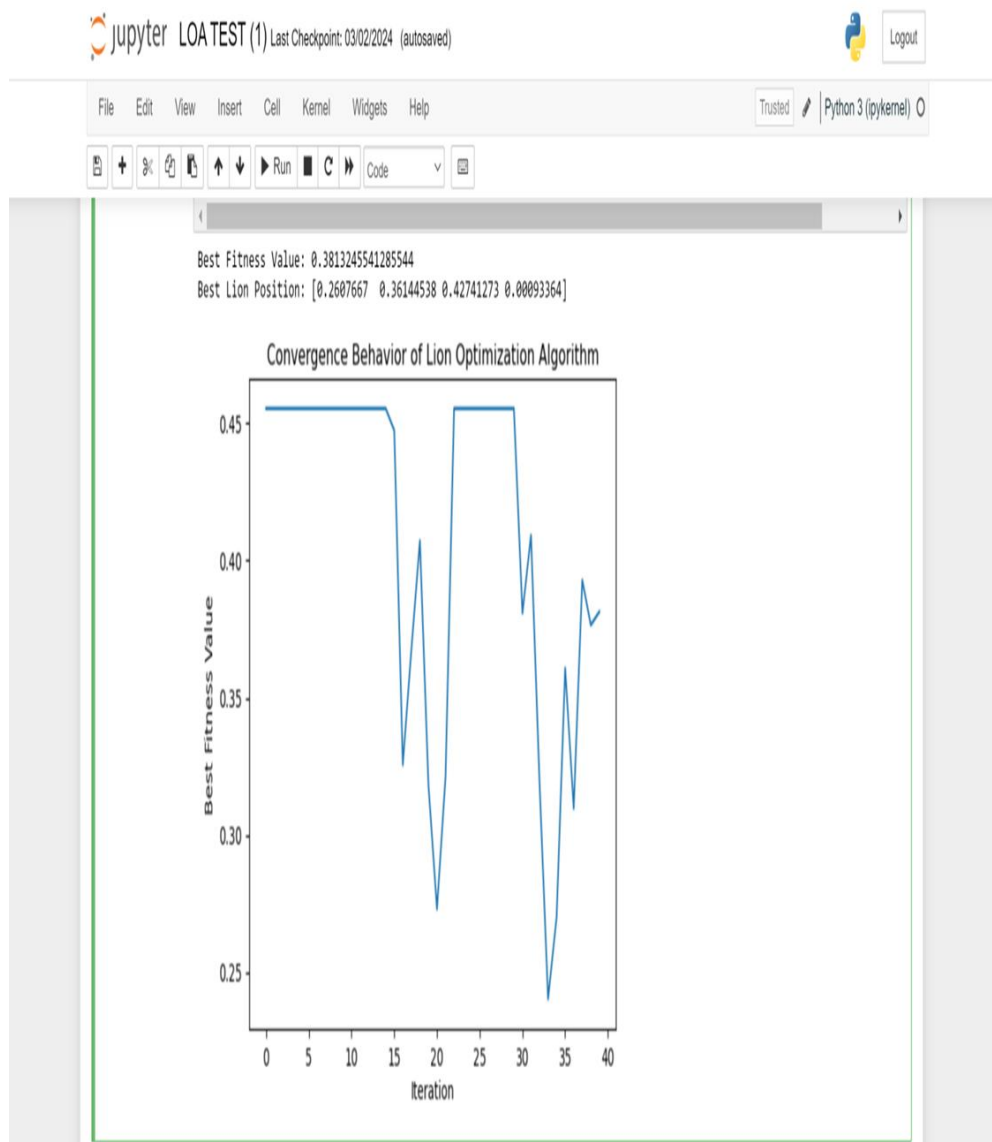 jupyter LOA TEST (1) Last Checkpoint: 03/02/2024 (autosaved)
Logout
File Edit View Insert Cell Kernel Widgets Help
Trusted Python 3 (ipykernel)
Run Code
Best Fitness Value: 0.3813245541285544
Best Lion Position: [0.2607667 0.36144538 0.42741273 0.00093364]
Convergence Behavior of Lion Optimization Algorithm
0.45
0.40
0.35
0.30
0.25
Best Fitness Value
0 5 10 15 20 25 30 35 40
Iteration